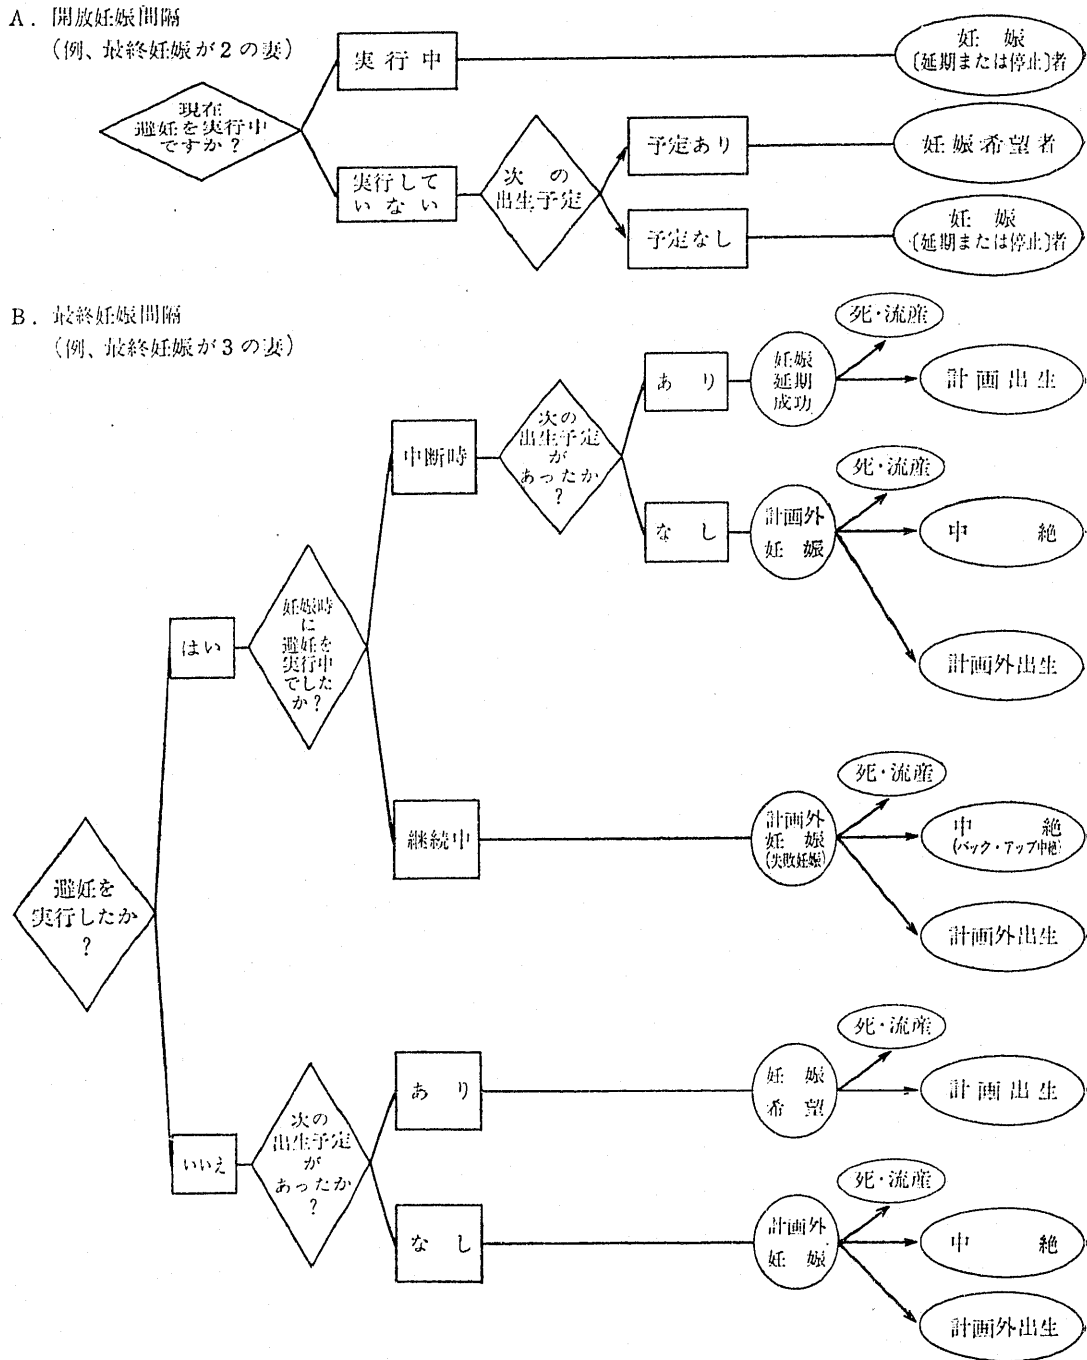 A. 開放妊娠間隔
(例、最終妊娠が2の妻)
現在
避妊を実行中
ですか?
実行中
実行して
いない
次の
出生予定
予定あり
予定なし
妊娠
〔延期または停止〕者
妊娠希望者
妊娠
〔延期または停止〕者
B. 最終妊娠間隔
(例、最終妊娠が3の妻)
避妊を
実行したか
?
はい
妊娠時
に
避妊を
実行中
でした
か?
中断時
次の
出生予定
が
あったか
?
あり
妊娠
延期
成功
死・流産
計画出生
なし
計画外
妊娠
死・流産
中絶
計画外出生
継続中
計画外
妊娠
(失敗妊娠)
死・流産
中絶
(バック・アップ中絶)
計画外出生
いいえ
次の
出生予定
が
あったか
?
あり
妊娠
希望
死・流産
計画出生
なし
計画外
妊娠
死・流産
中絶
計画外出生